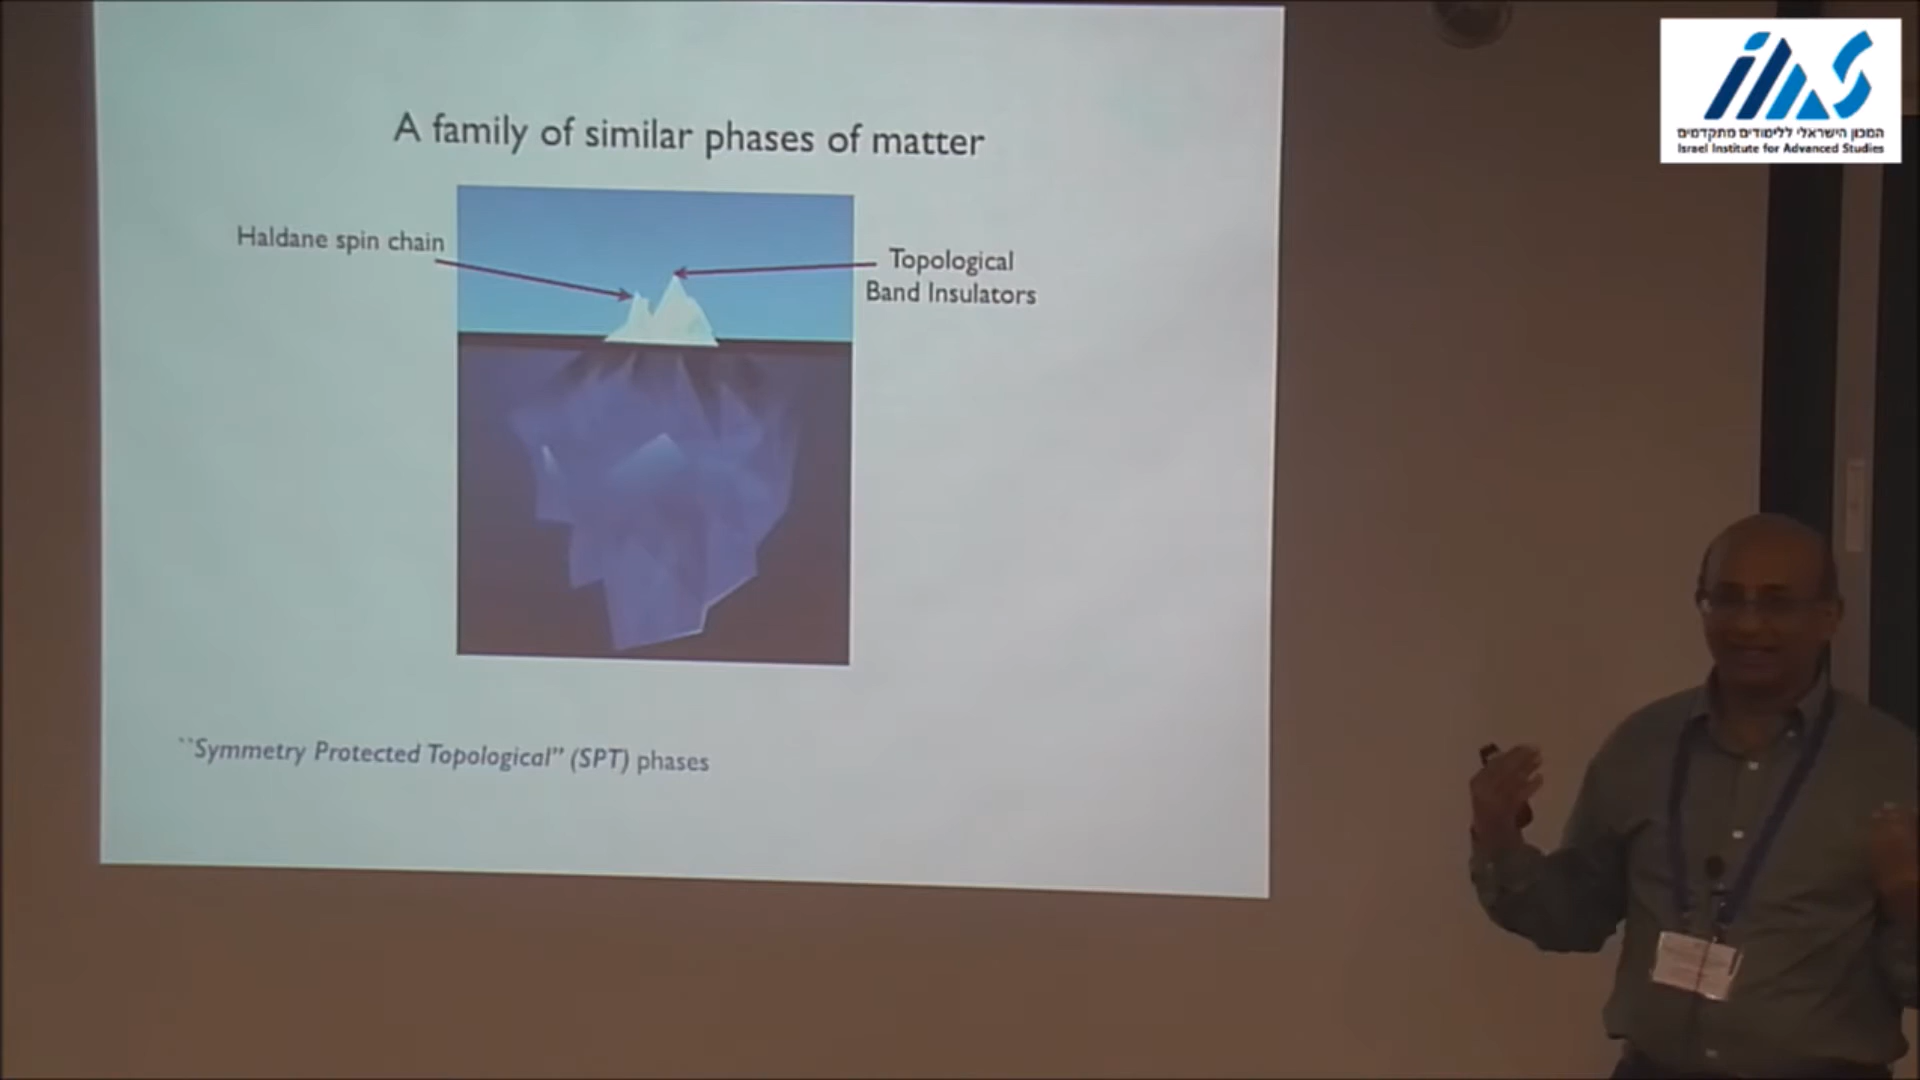 A family of similar phases of matter
Haldane spin chain
Topological
Band Insulators
``Symmetry Protected Topological” (SPT) phases
iias
המכון הישראלי ללימודים מתקדמים
Israel Institute for Advanced Studies